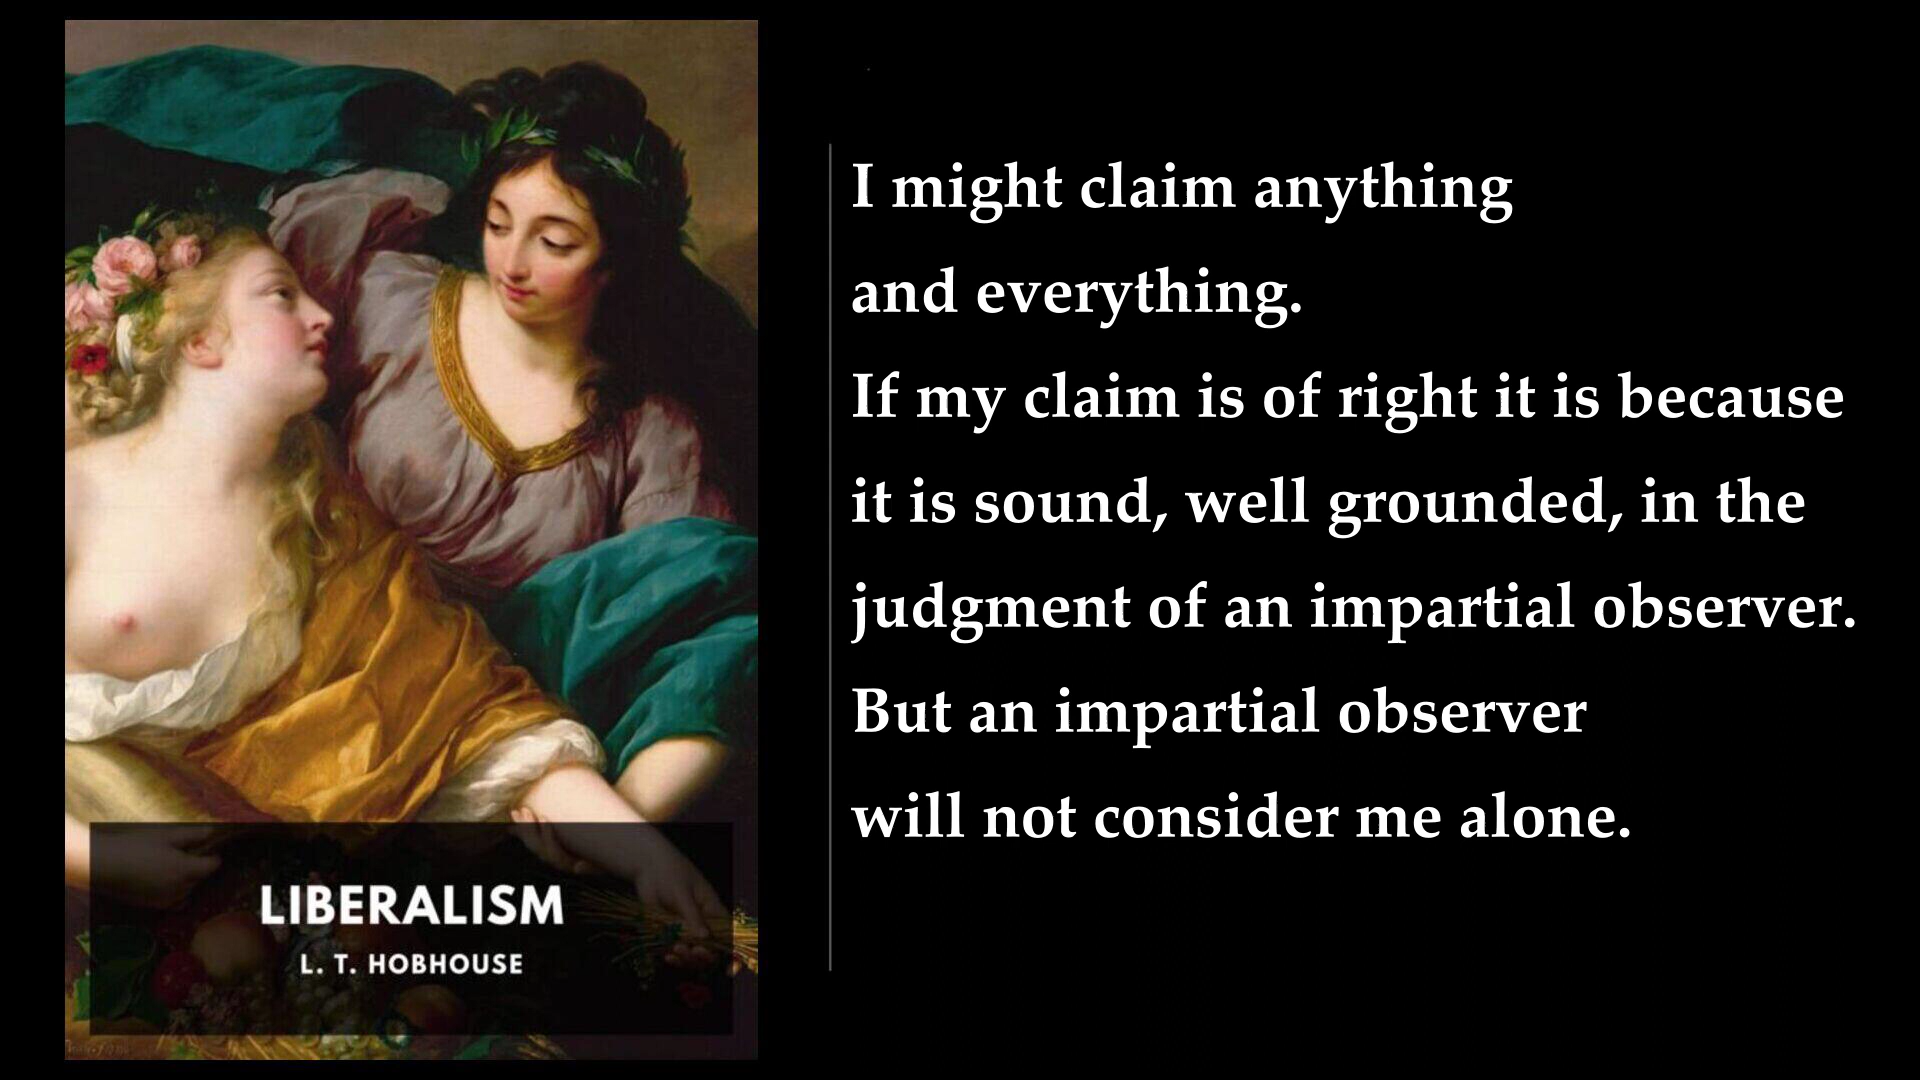 I might claim anything
and everything.
If my claim is of right it is because
it is sound, well grounded, in the
judgment of an impartial observer.
But an impartial observer
will not consider me alone.
LIBERALISM
L. T. HOBHOUSE